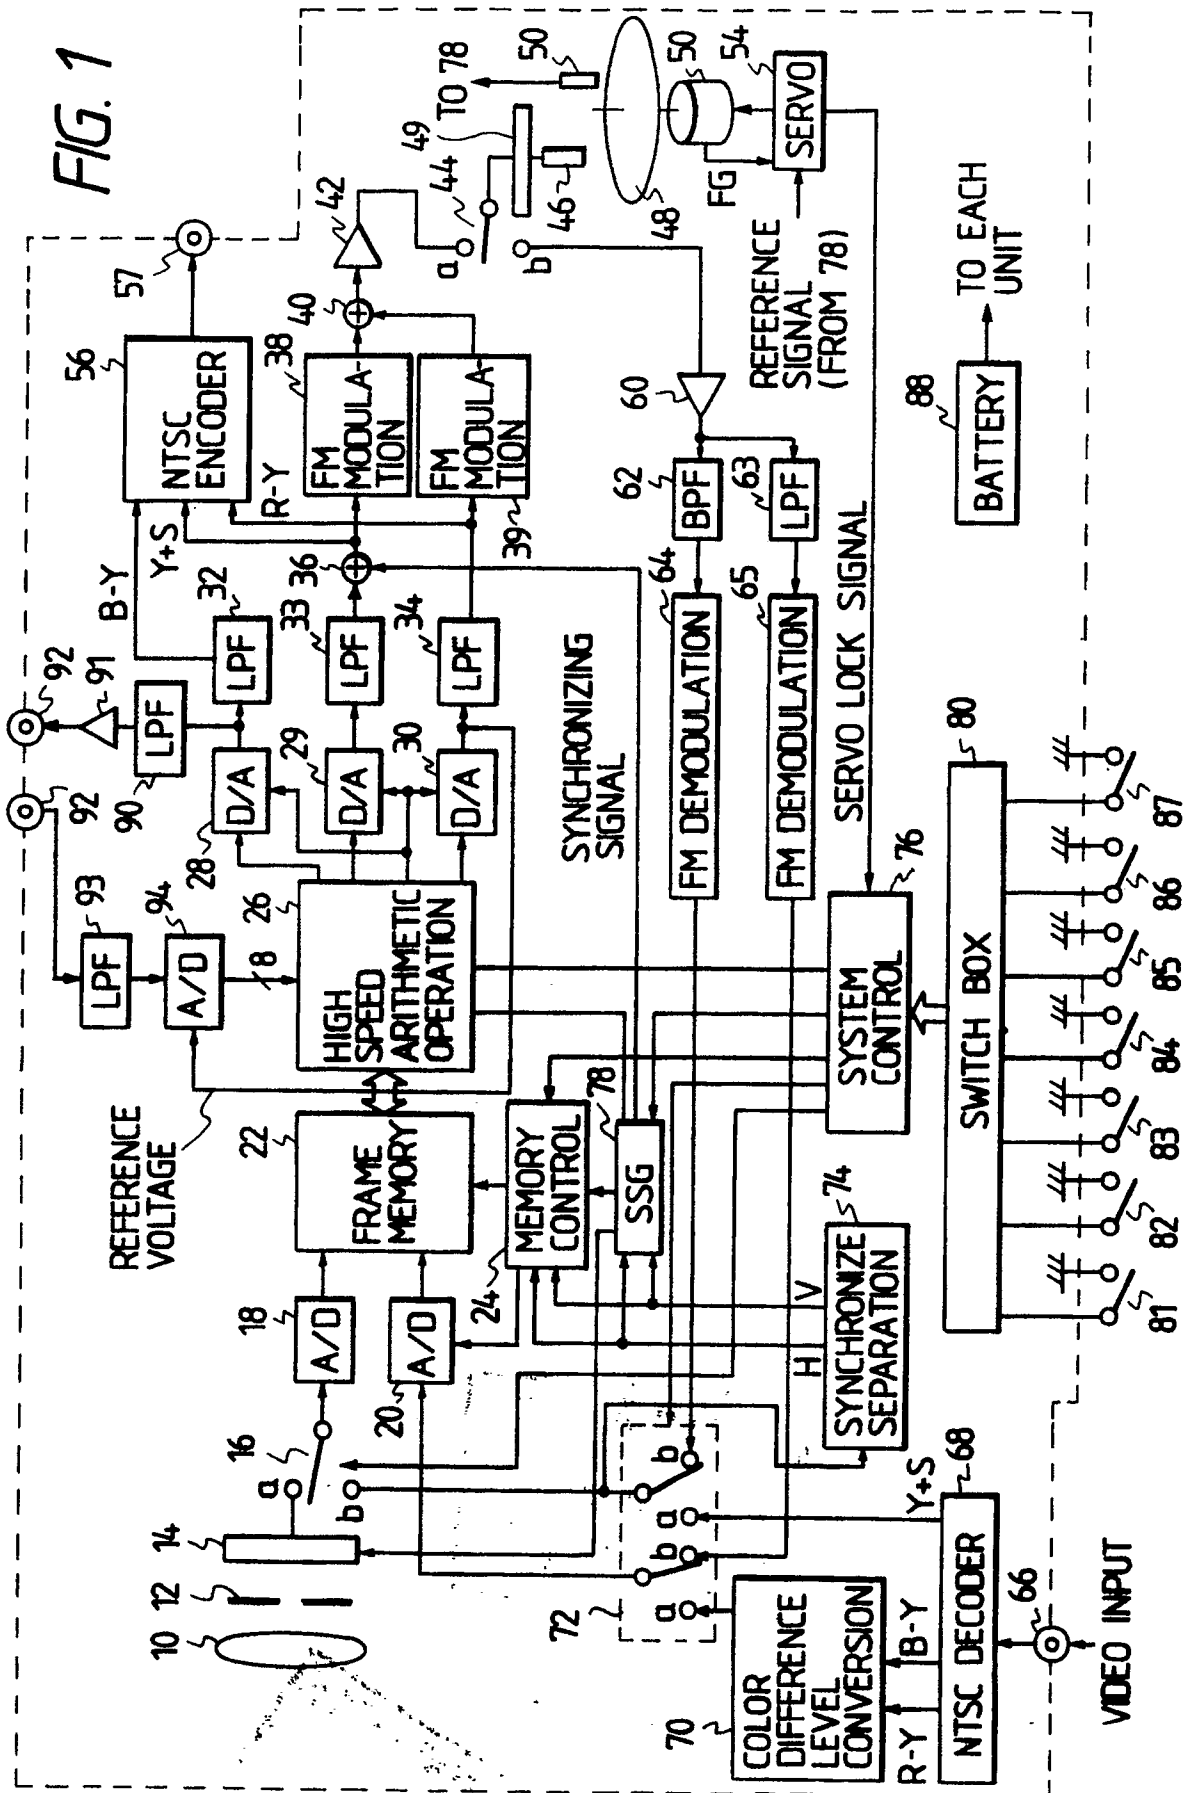 FIG. 1
10
12
14
a
16
b
18
A/D
20
A/D
22
FRAME
MEMORY
24
MEMORY
CONTROL
REFERENCE
VOLTAGE
92
92
93
LPF
94
A/D
8
26
HIGH
SPEED
ARITHMETIC
OPERATION
90
LPF
91
28
D/A
29
D/A
30
D/A
32
LPF
33
LPF
34
LPF
B-Y
Y+S
R-Y
36
SYNCHRONIZING
SIGNAL
56
NTSC
ENCODER
57
38
FM
MODULA-
TION
39
FM
MODULA-
TION
40
42
a
44
b
46
49
TO 78
50
48
50
FG
54
SERVO
REFERENCE
SIGNAL
(FROM 78)
60
62
BPF
63
LPF
64
FM DEMODULATION
65
FM DEMODULATION
SERVO LOCK SIGNAL
78
SSG
76
SYSTEM
CONTROL
74
SYNCHRONIZE
SEPARATION
H
V
72
a
b
a
b
70
COLOR
DIFFERENCE
LEVEL
CONVERSION
R-Y
B-Y
Y+S
68
NTSC DECODER
66
VIDEO INPUT
80
SWITCH BOX
81
82
83
84
85
86
87
88
BATTERY
TO EACH
UNIT